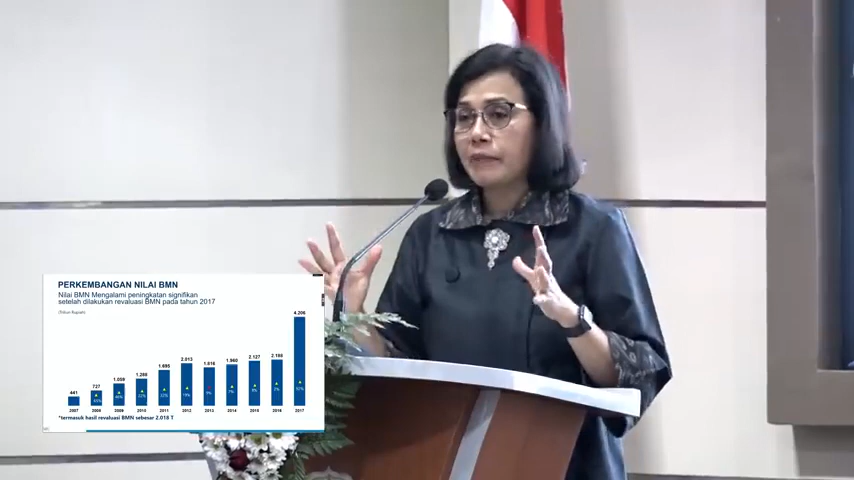 PERKEMBANGAN NILAI BMN
Nilai BMN Mengalami peningkatan signifikan
setelah dilakukan revaluasi BMN pada tahun 2017
(Triliun Rupiah)
441 727 1.059 1.288 1.695 2.013 1.816 1.960 2.127 2.188 4.206
2007 2008 2009 2010 2011 2012 2013 2014 2015 2016 2017
*termasuk hasil revaluasi BMN sebesar 2.018 T